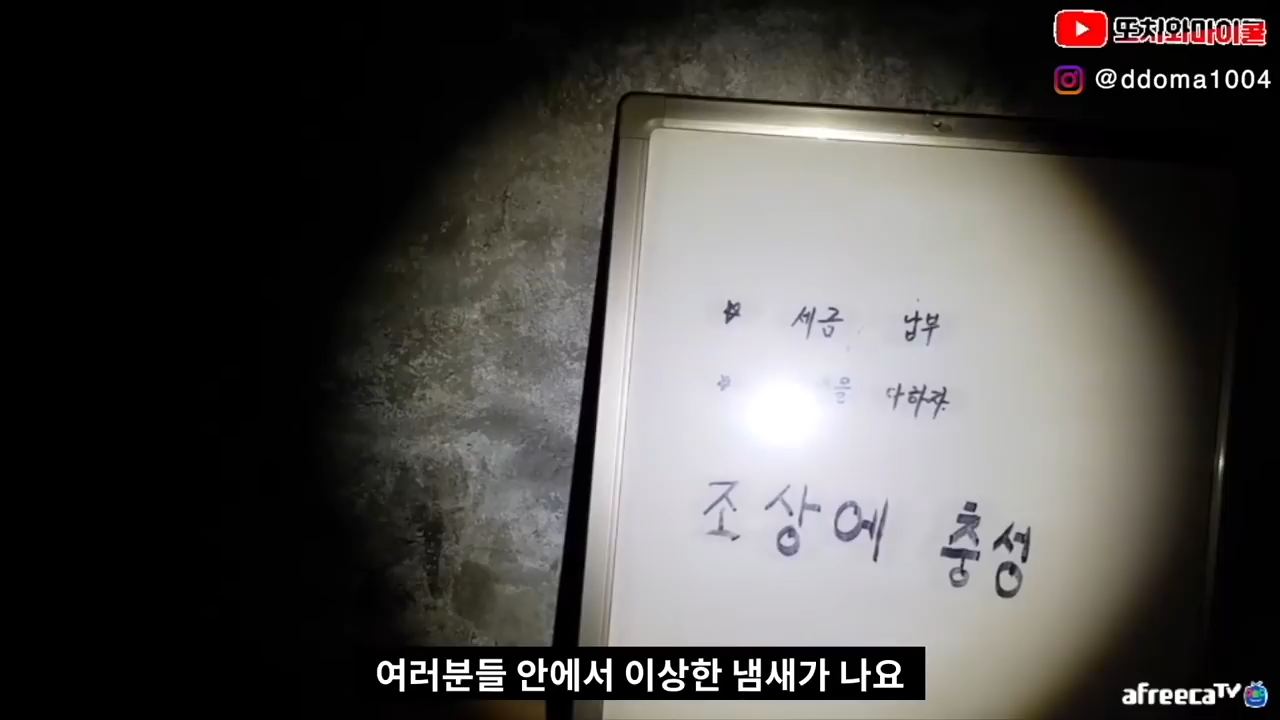 또치와마이클
@ddoma1004
세금 납부
을 다하자
조상에 충성
여러분들 안에서 이상한 냄새가 나요
afreecaTV